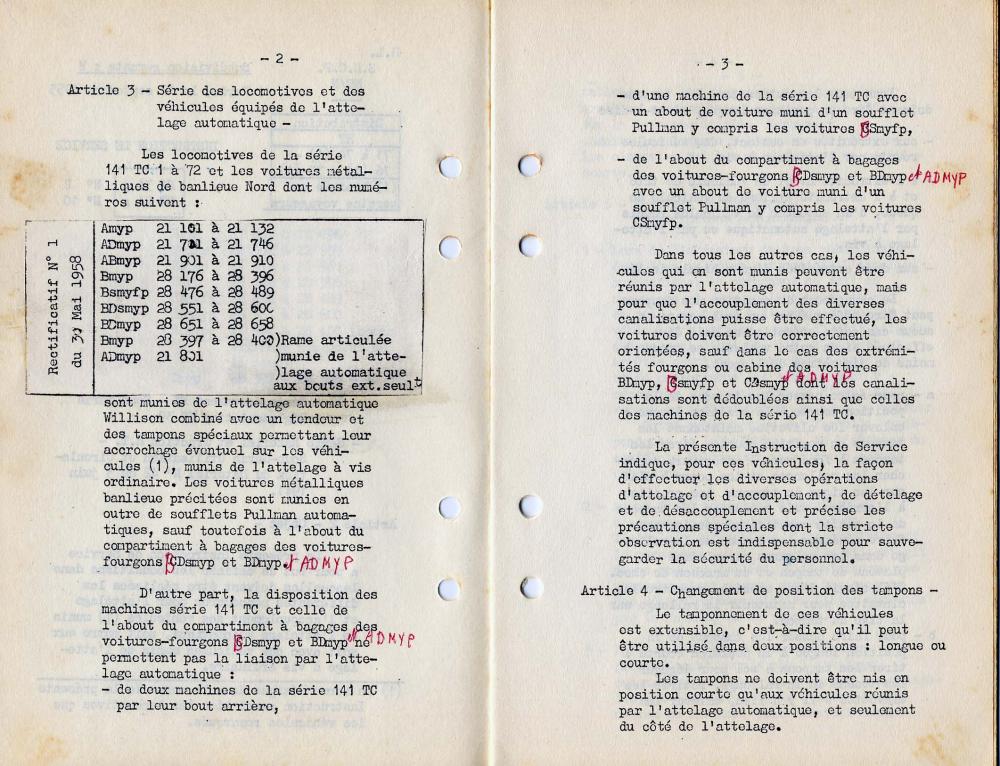 - 2 -
Article 3 - Série des locomotives et des
véhicules équipés de l'atte-
lage automatique -
Les locomotives de la série
141 TC 1 à 72 et les voitures métal-
liques de banlieue Nord dont les numé-
ros suivent :
Rectificatif N° 1
du 30 Mai 1958
Amyp 21 101 à 21 132
ADmyp 21 701 à 21 746
ABmyp 21 901 à 21 910
Bmyp 28 176 à 28 396
Bsmyfp 28 476 à 28 489
BDsmyp 28 551 à 28 600
BDmyp 28 651 à 28 658
Bmyp 28 397 à 28 400)Rame articulée
ADmyp 21 801 )munie de l'atte-
)lage automatique
aux bouts ext.seult
sont munies de l'attelage automatique
Willison combiné avec un tendeur et
des tampons spéciaux permettant leur
accrochage éventuel sur les véhi-
cules (1), munis de l'attelage à vis
ordinaire. Les voitures métalliques
banlieue précitées sont munies en
outre de soufflets Pullman automa-
tiques, sauf toutefois à l'about du
compartiment à bagages des voitures-
fourgons BDsmyp et BDmyp. et ADMYP
D'autre part, la disposition des
machines série 141 TC et celle de
l'about du compartiment à bagages des
voitures-fourgons BDsmyp et BDmyp et ADMYP ne
permettent pas la liaison par l'atte-
lage automatique :
- de deux machines de la série 141 TC
par leur bout arrière,
- 3 -
- d'une machine de la série 141 TC avec
un about de voiture muni d'un soufflet
Pullman y compris les voitures BSmyfp,
- de l'about du compartiment à bagages
des voitures-fourgons BDsmyp et BDmyp et ADMYP
avec un about de voiture muni d'un
soufflet Pullman y compris les voitures
CSmyfp.
Dans tous les autres cas, les véhi-
cules qui en sont munis peuvent être
réunis par l'attelage automatique, mais
pour que l'accouplement des diverses
canalisations puisse être effectué, les
voitures doivent être correctement
orientées, sauf dans le cas des extrémi-
tés fourgons ou cabine des voitures
BDmyp, Bsmyfp et CDsmyp et ADMYP dont les canali-
sations sont dédoublées ainsi que celles
des machines de la série 141 TC.
La présente Instruction de Service
indique, pour ces véhicules, la façon
d'effectuer les diverses opérations
d'attelage et d'accouplement, de dételage
et de désaccouplement et précise les
précautions spéciales dont la stricte
observation est indispensable pour sauve-
garder la sécurité du personnel.
Article 4 - Changement de position des tampons -
Le tamponnement de ces véhicules
est extensible, c'est-à-dire qu'il peut
être utilisé dans deux positions : longue ou
courte.
Les tampons ne doivent être mis en
position courte qu'aux véhicules réunis
par l'attelage automatique, et seulement
du côté de l'attelage.